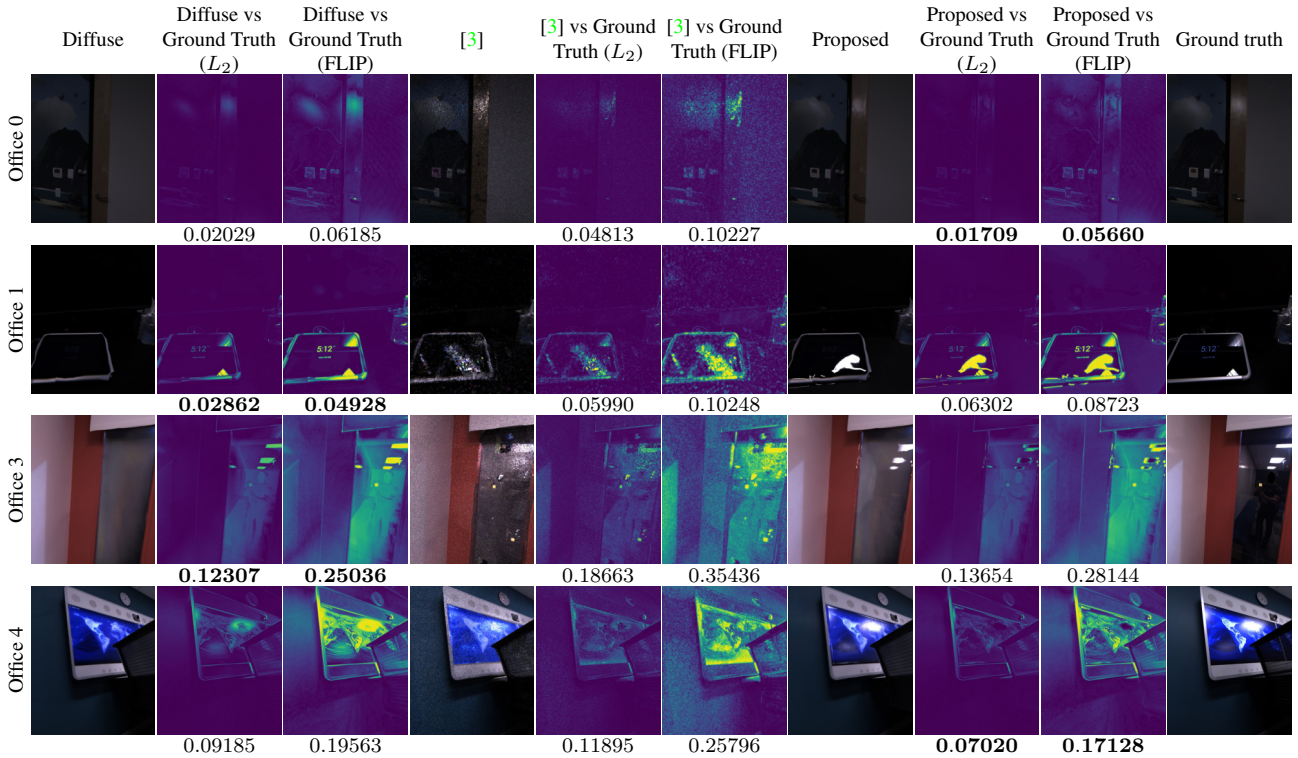 Diffuse
Diffuse vs
Ground Truth
(L₂)
Diffuse vs
Ground Truth
(FLIP)
[3]
[3] vs Ground
Truth (L₂)
[3] vs Ground
Truth (FLIP)
Proposed
Proposed vs
Ground Truth
(L₂)
Proposed vs
Ground Truth
(FLIP)
Ground truth
Office 0
0.02029 0.06185 0.04813 0.10227 0.01709 0.05660
Office 1
5:12
5:12
5:12
5:12
0.02862 0.04928 0.05990 0.10248 0.06302 0.08723
Office 3
0.12307 0.25036 0.18663 0.35436 0.13654 0.28144
Office 4
0.09185 0.19563 0.11895 0.25796 0.07020 0.17128